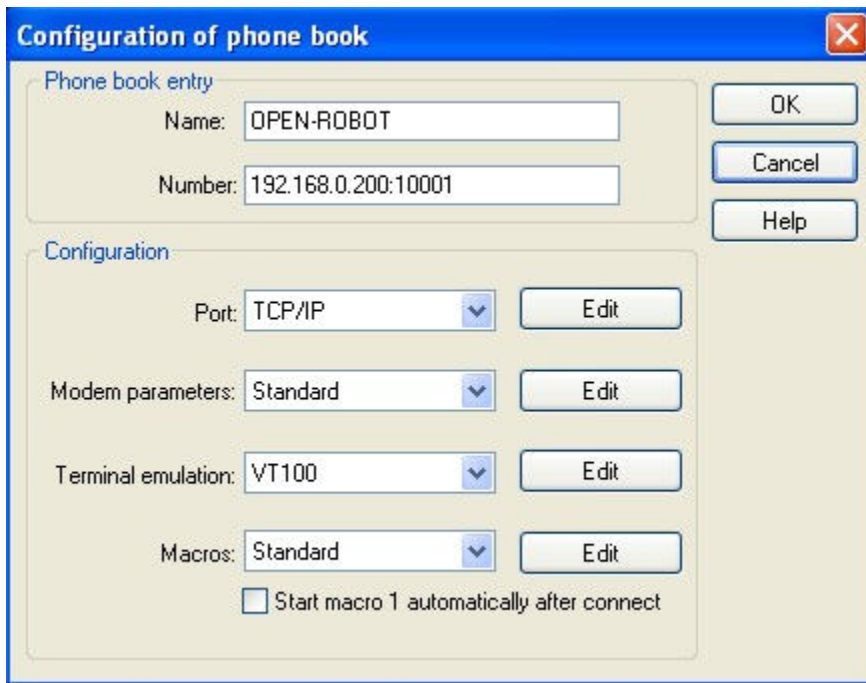 Configuration of phone book
Phone book entry
Name: OPEN-ROBOT
Number: 192.168.0.200:10001
OK
Cancel
Help
Configuration
Port: TCP/IP Edit
Modem parameters: Standard Edit
Terminal emulation: VT100 Edit
Macros: Standard Edit
Start macro 1 automatically after connect